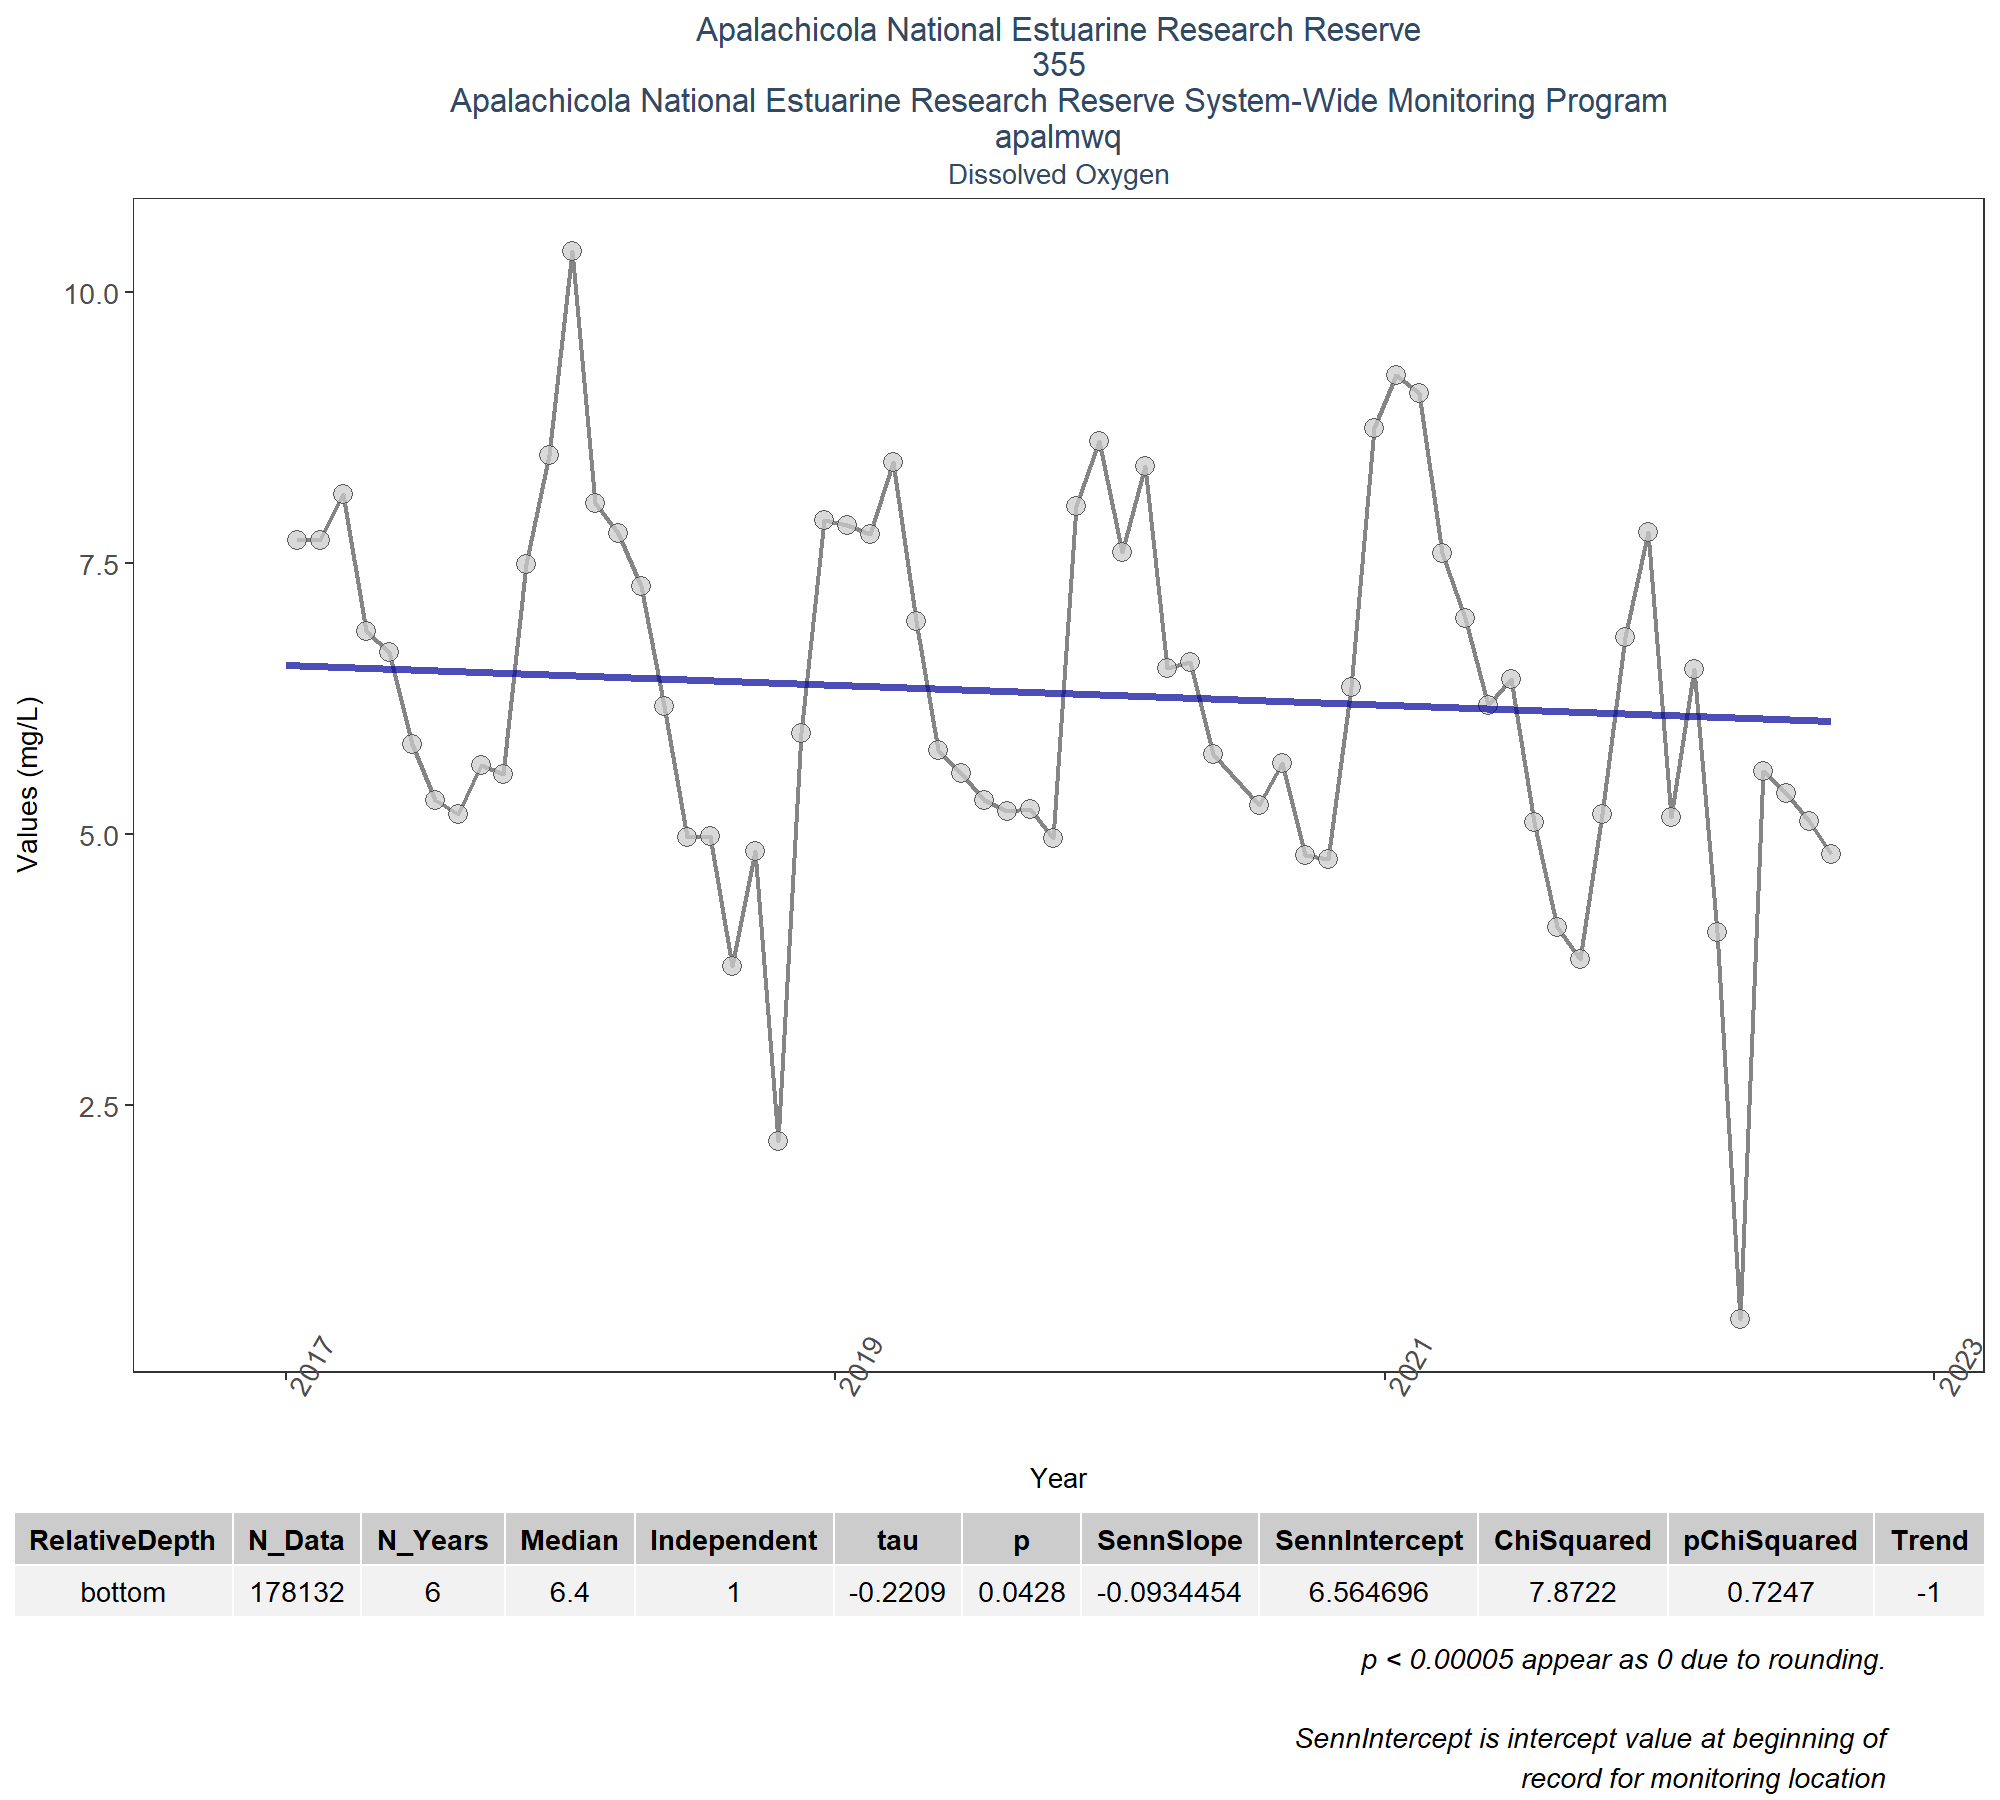 Apalachicola National Estuarine Research Reserve
355
Apalachicola National Estuarine Research Reserve System-Wide Monitoring Program
apalmwq
Dissolved Oxygen
10.0
7.5
5.0
2.5
Values (mg/L)
2017 2019 2021 2023
Year
RelativeDepth N_Data N_Years Median Independent tau p SennSlope SennIntercept ChiSquared pChiSquared Trend
bottom 178132 6 6.4 1 -0.2209 0.0428 -0.0934454 6.564696 7.8722 0.7247 -1
p < 0.00005 appear as 0 due to rounding.
SennIntercept is intercept value at beginning of
record for monitoring location